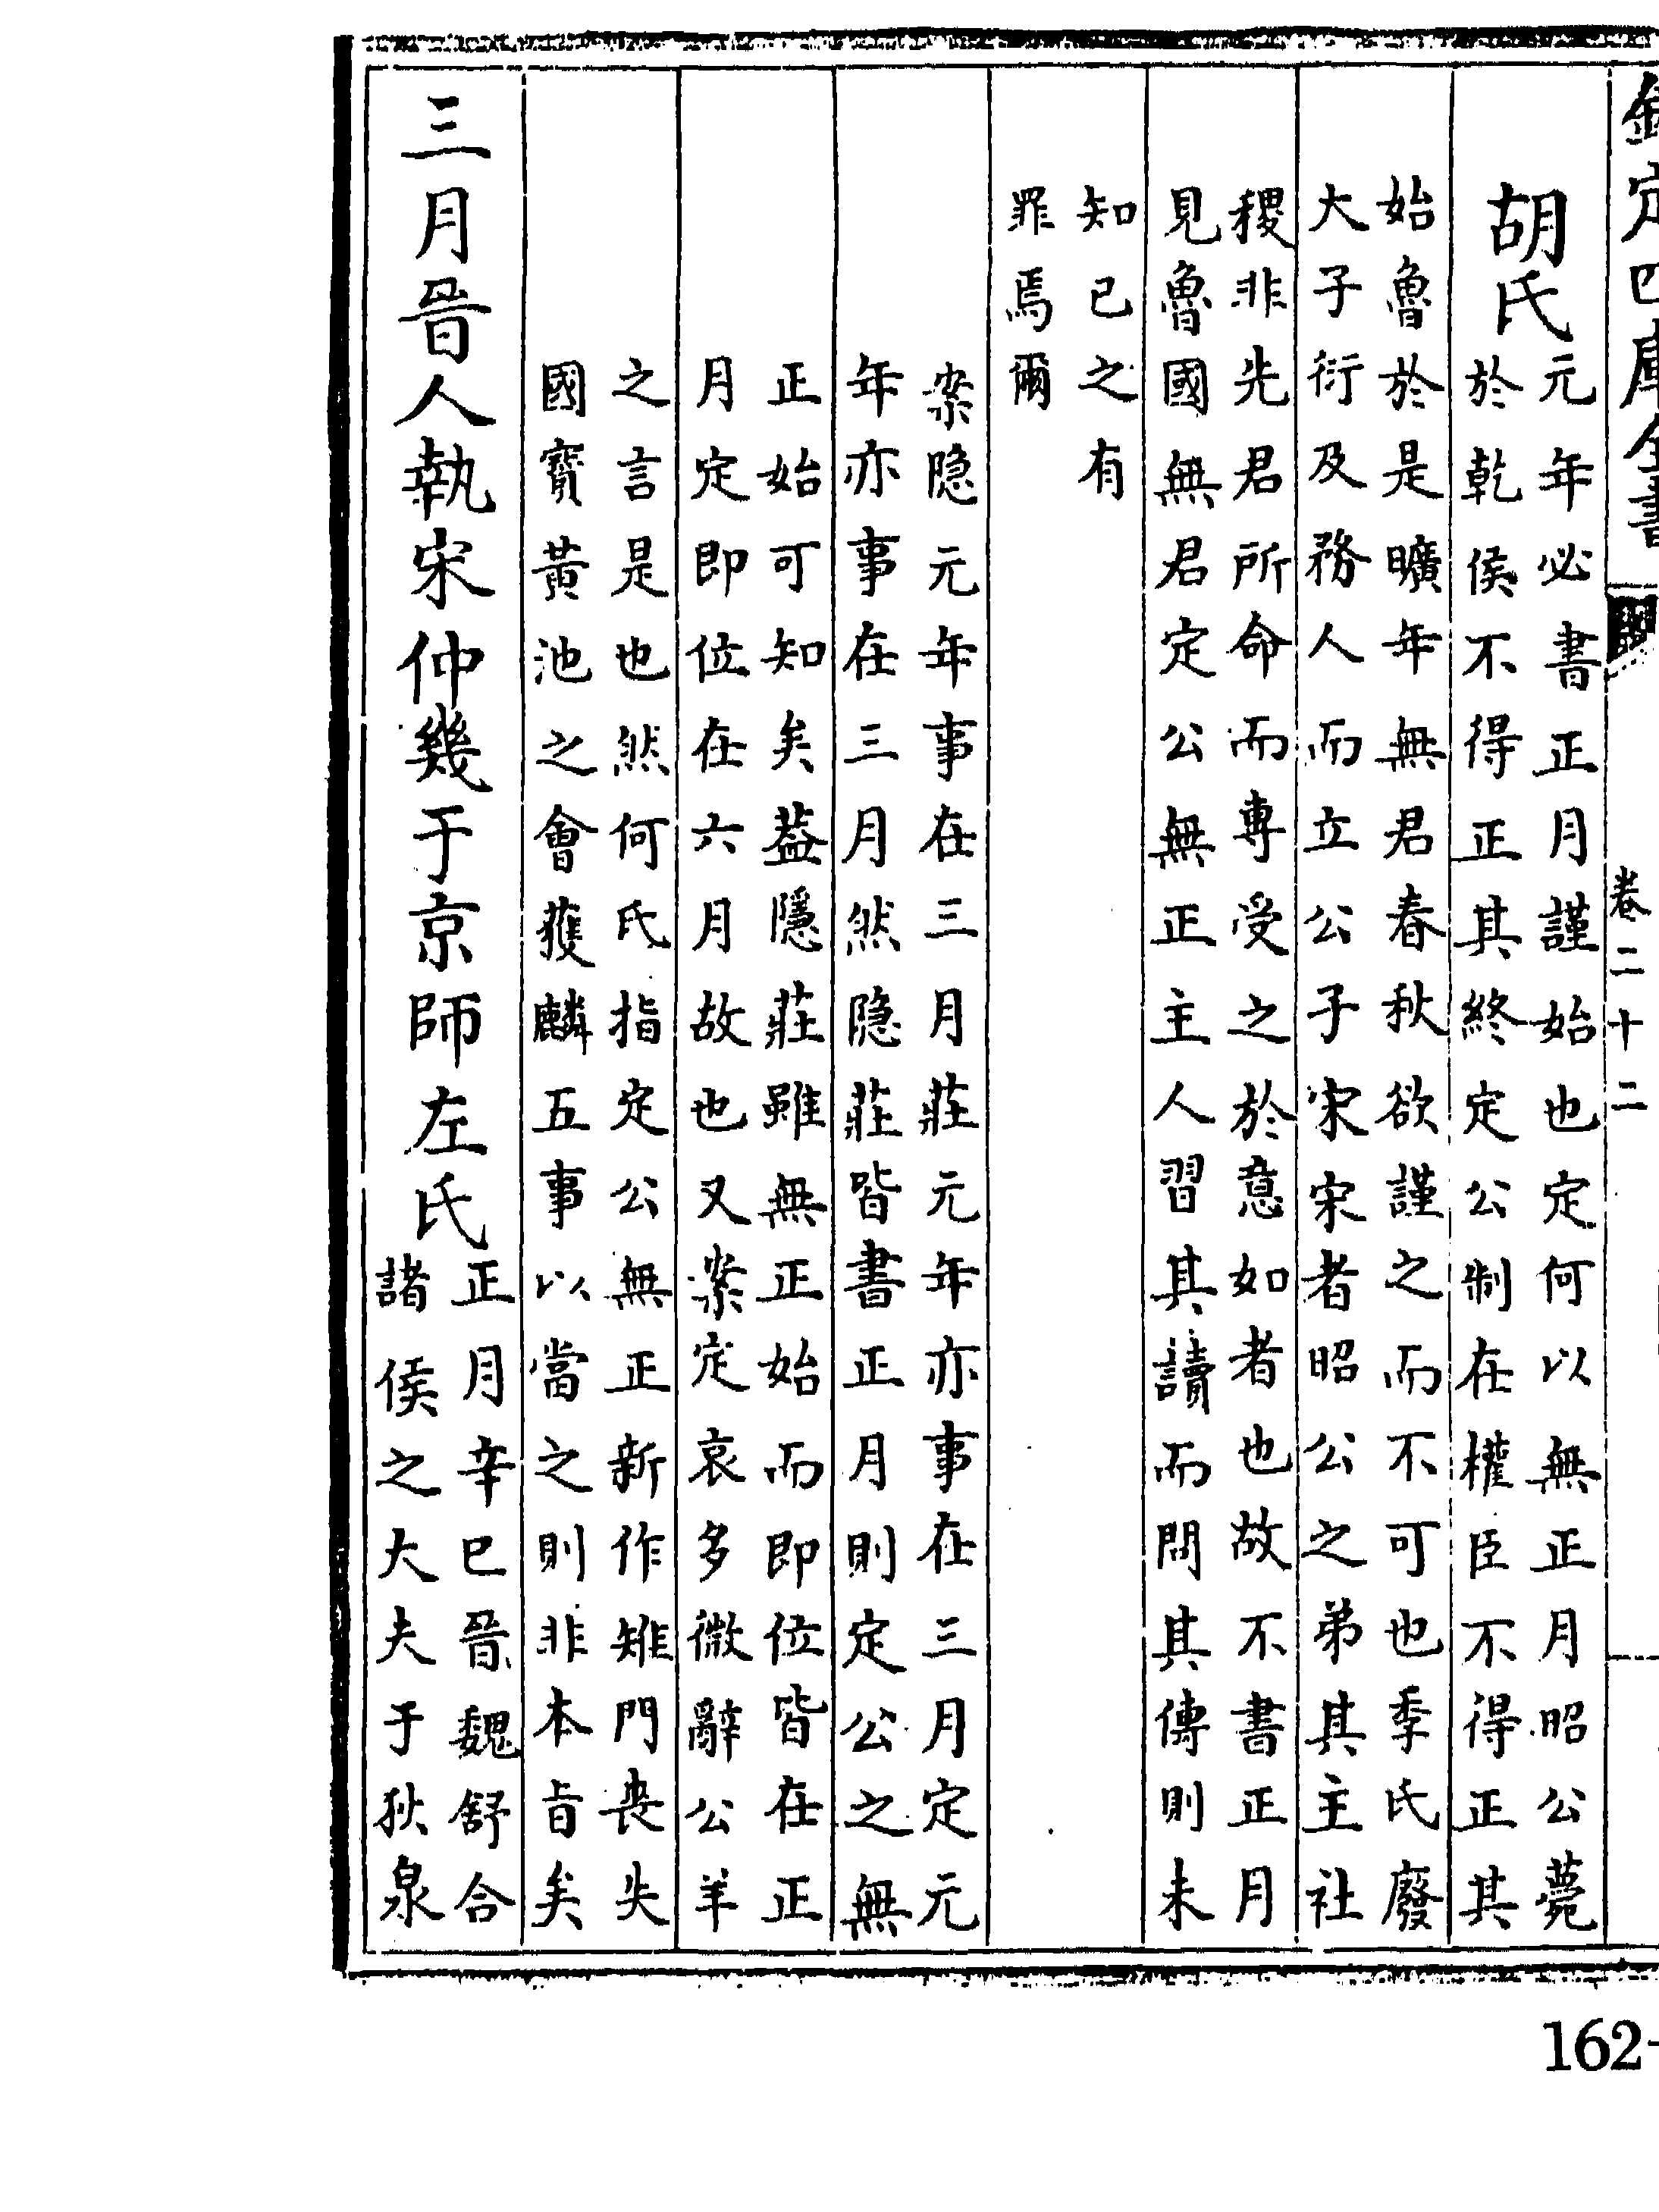 欽定四庫全書
卷二十二
胡氏元年必書正月謹始也定何以無正月昭公薨
於乾侯不得正其終定公制在權臣不得正其
始魯於是曠年無君春秋欲謹之而不可也季氏廢
大子衍及務人而立公子宋宋者昭公之弟其主社
稷非先君所命而專受之於意如者也故不書正月
見魯國無君定公無正主人習其讀而問其傳則未
知己之有
罪焉爾
案隐元年事在三月莊元年亦事在三月定元
年亦事在三月然隐莊皆書正月則定公之無
正始可知矣葢隱莊雖無正始而即位皆在正
月定即位在六月故也又案定哀多微辭公羊
之言是也然何氏指定公無正新作雉門喪失
國寳黃池之會獲麟五事以當之則非本旨矣
三月晉人執宋仲幾于京師左氏正月辛巳晉魏舒合
諸侯之大夫于狄泉
162